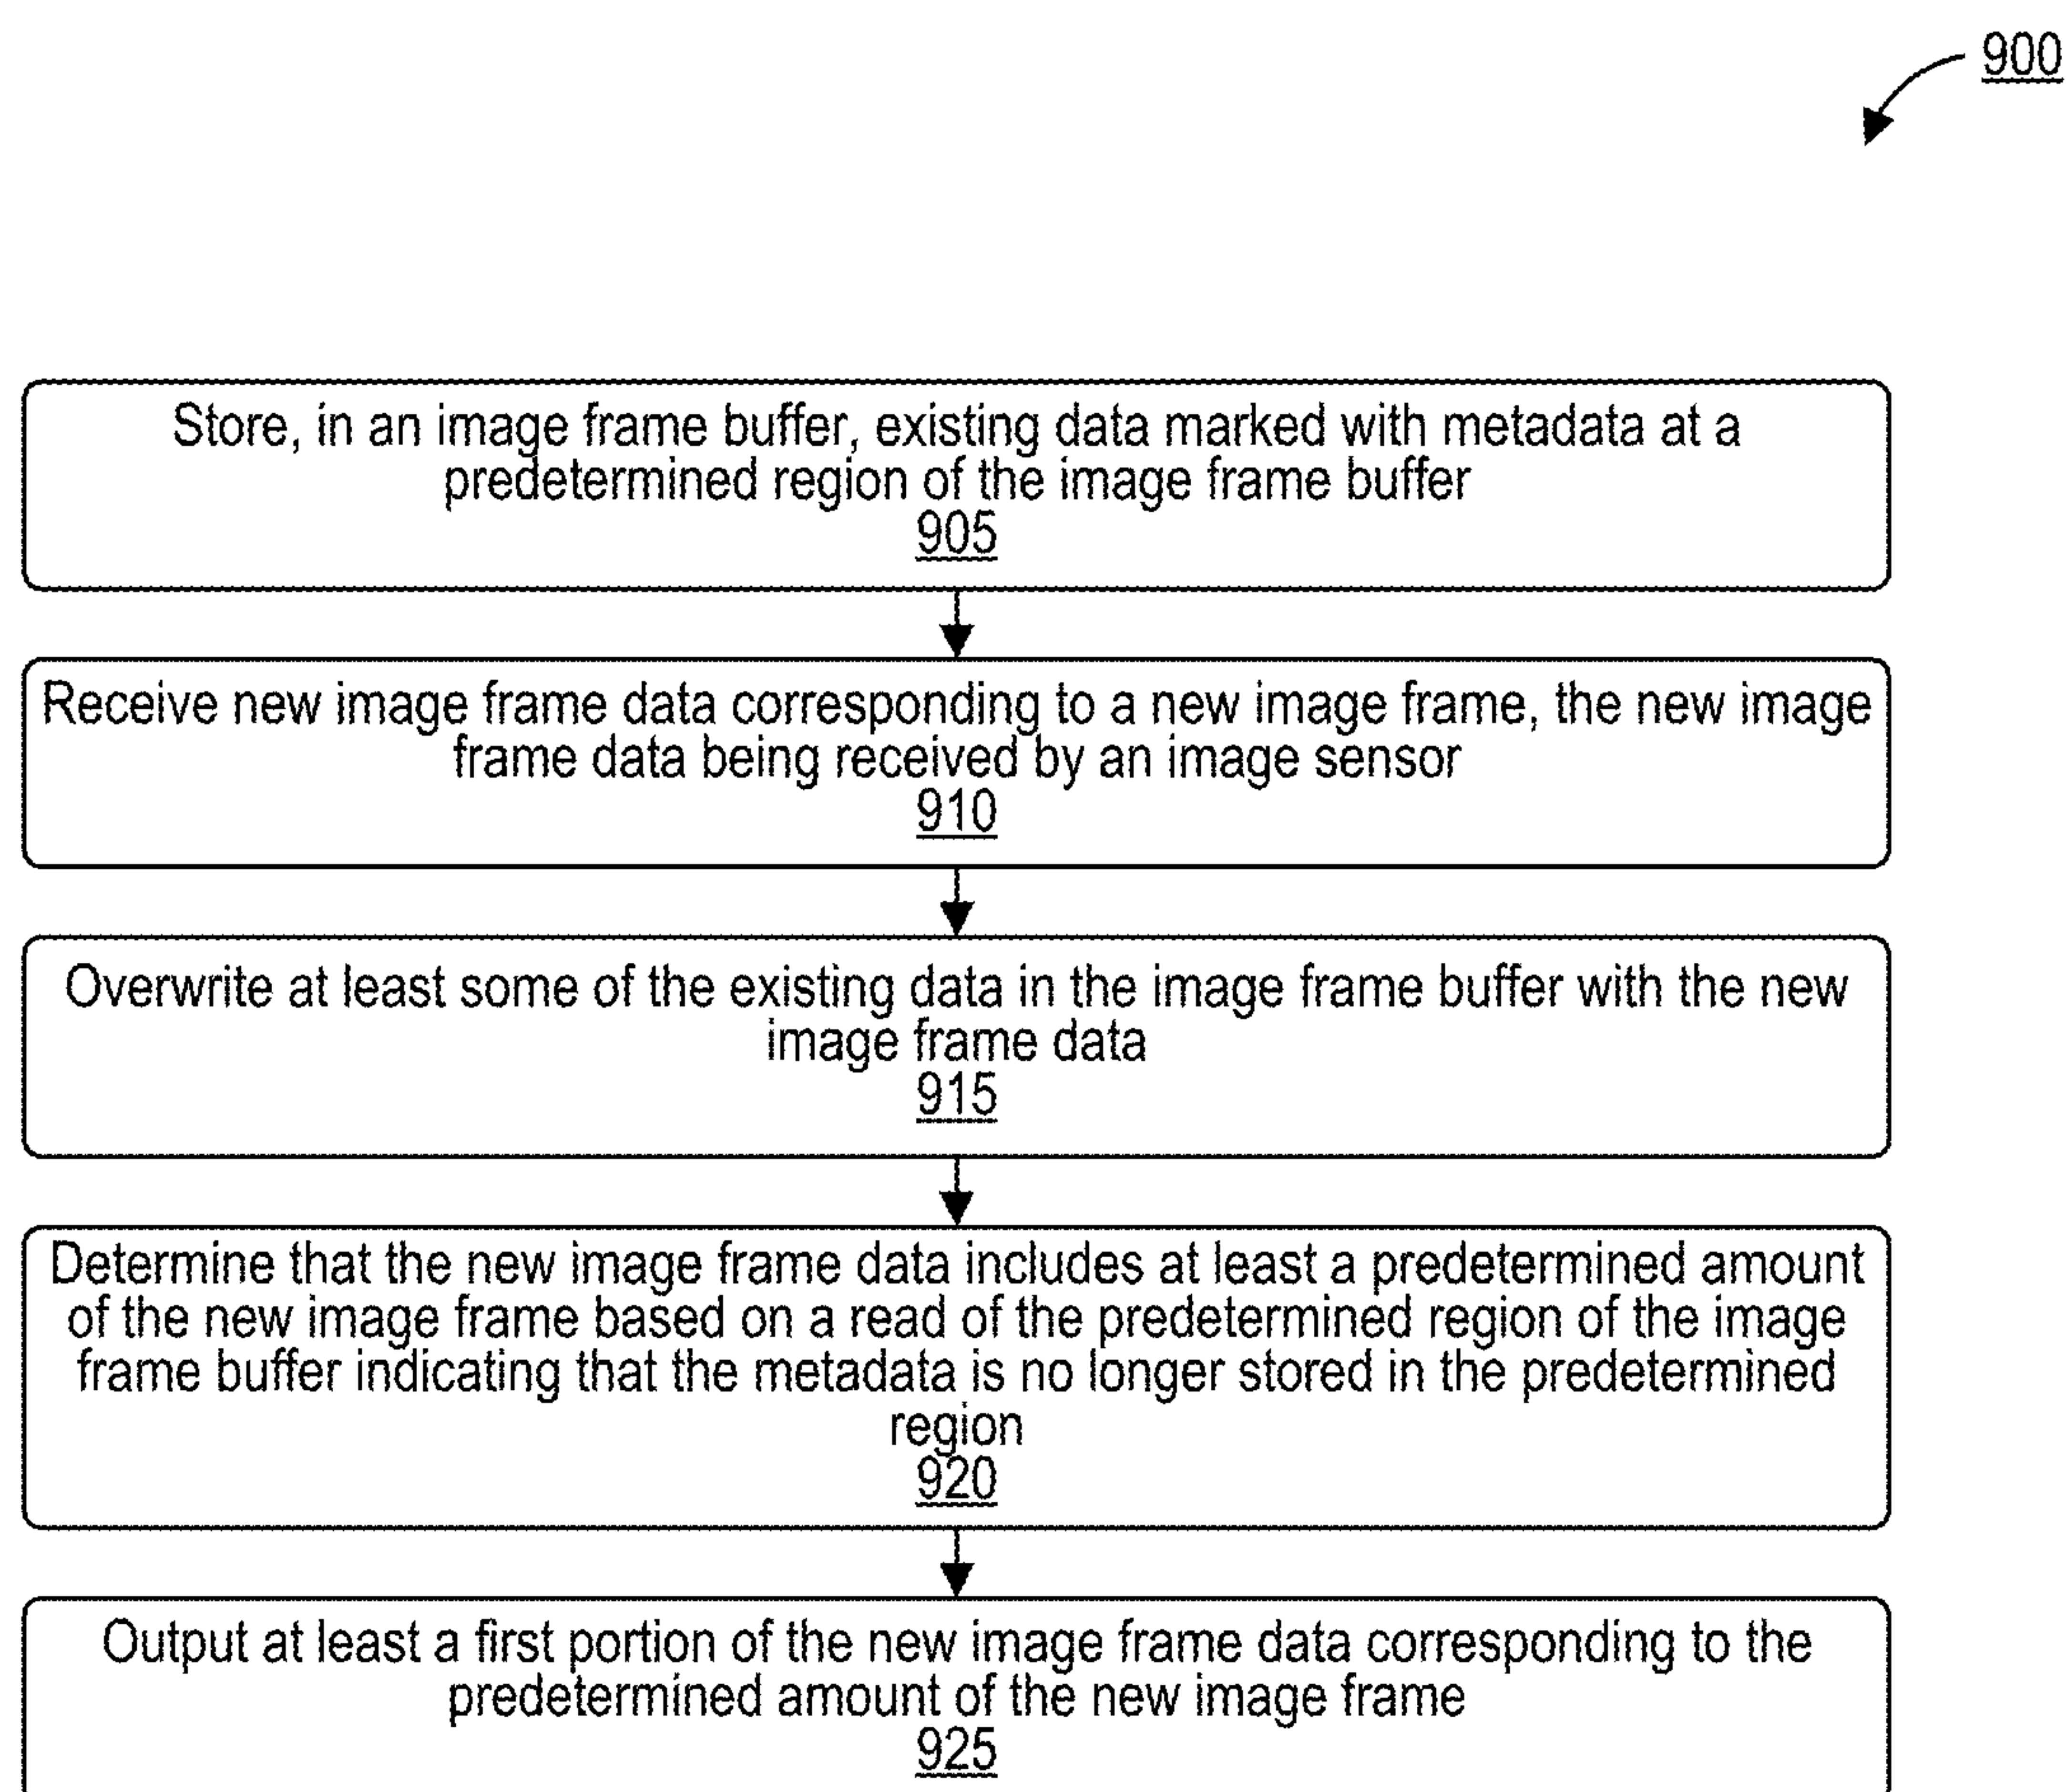 900
Store, in an image frame buffer, existing data marked with metadata at a
predetermined region of the image frame buffer
905
Receive new image frame data corresponding to a new image frame, the new image
frame data being received by an image sensor
910
Overwrite at least some of the existing data in the image frame buffer with the new
image frame data
915
Determine that the new image frame data includes at least a predetermined amount
of the new image frame based on a read of the predetermined region of the image
frame buffer indicating that the metadata is no longer stored in the predetermined
region
920
Output at least a first portion of the new image frame data corresponding to the
predetermined amount of the new image frame
925